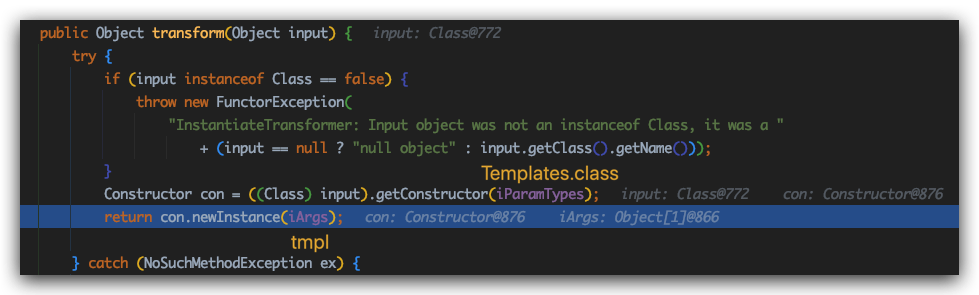 public Object transform(Object input) {   input: Class@772
try {
if (input instanceof Class == false) {
throw new FunctorException(
"InstantiateTransformer: Input object was not an instanceof Class, it was a "
+ (input == null ? "null object" : input.getClass().getName()));
}
Templates.class
Constructor con = ((Class) input).getConstructor(iParamTypes);   input: Class@772   con: Constructor@876
return con.newInstance(iArgs);   con: Constructor@876   iArgs: Object[1]@866
tmpl
} catch (NoSuchMethodException ex) {